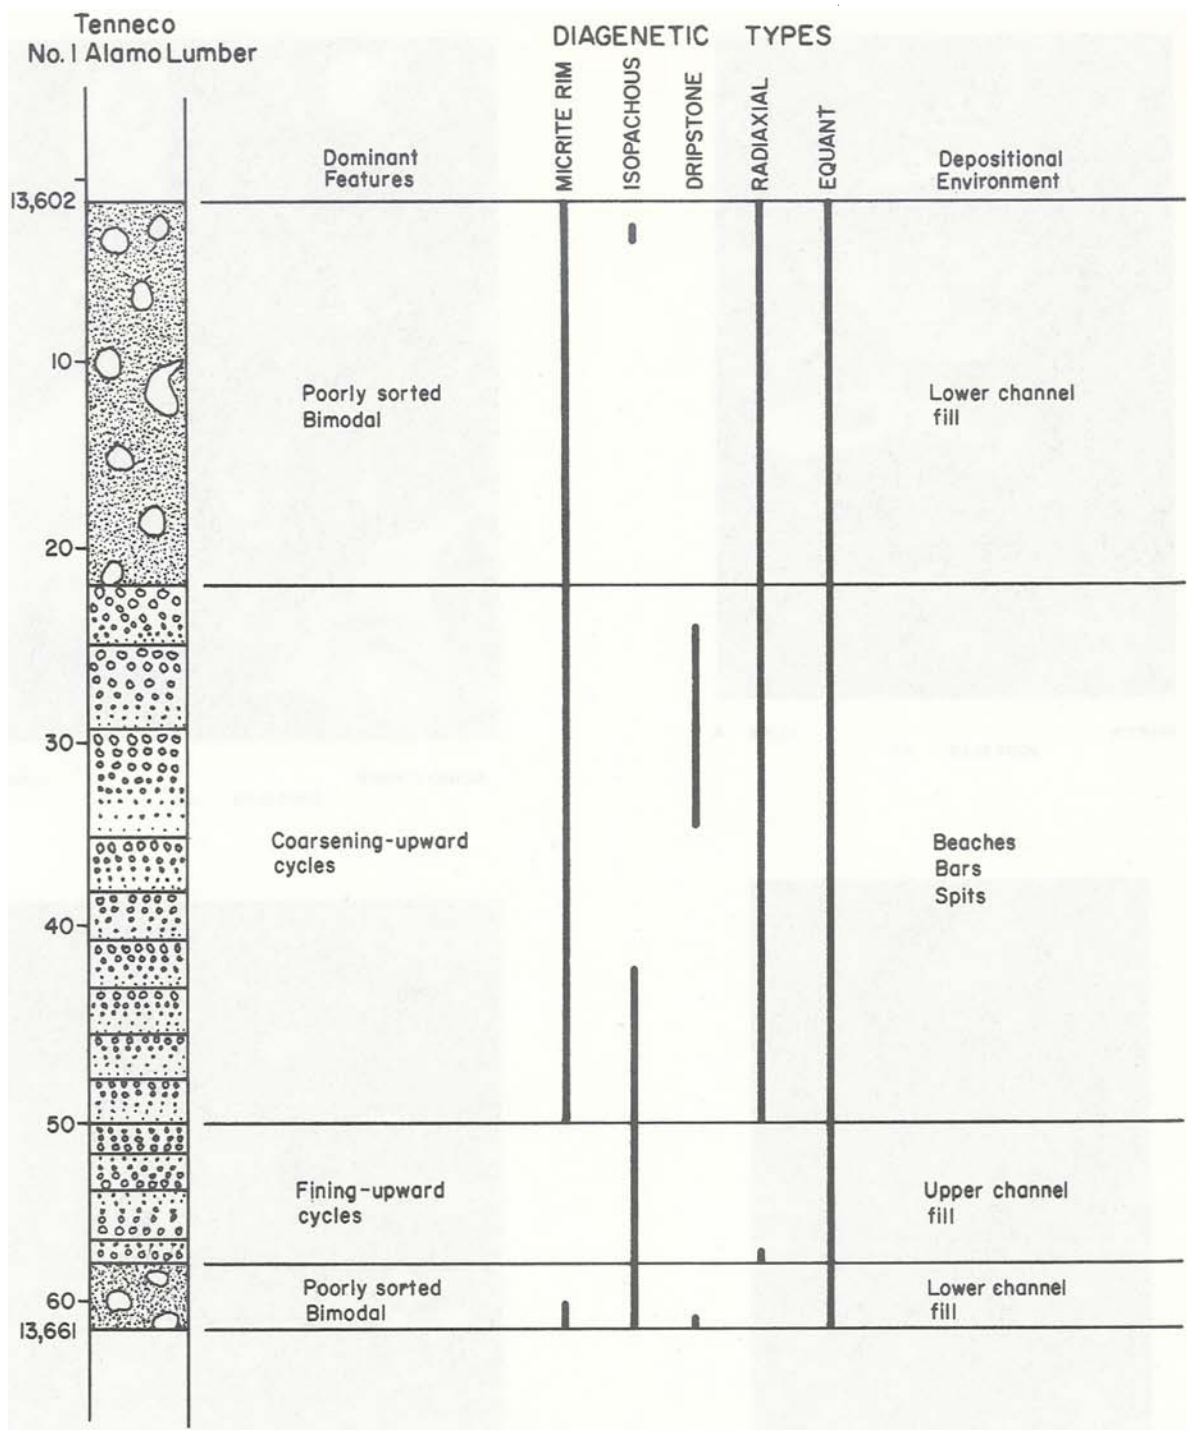 Tenneco
No. 1 Alamo Lumber
DIAGENETIC TYPES
MICRITE RIM
ISOPACHOUS
DRIPSTONE
RADIAXIAL
EQUANT
Dominant
Features
Depositional
Environment
13,602
10
Poorly sorted
Bimodal
Lower channel
fill
20
30
Coarsening-upward
cycles
Beaches
Bars
Spits
40
50
Fining-upward
cycles
Upper channel
fill
Poorly sorted
Bimodal
Lower channel
fill
60
13,661